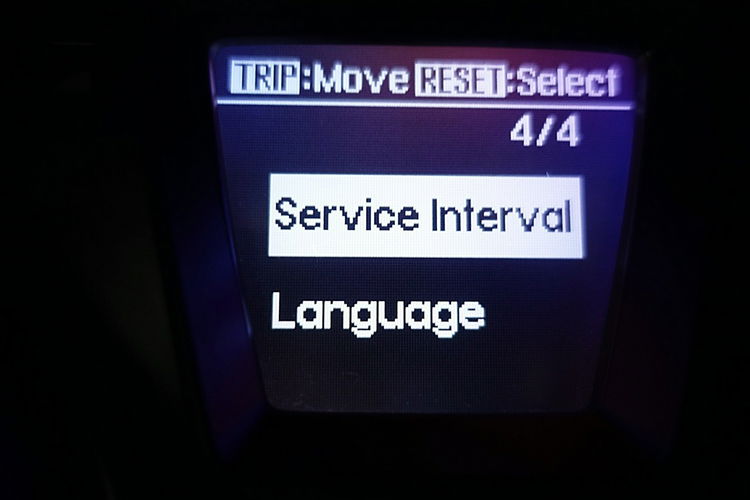 TRIP:Move RESET:Select
4/4
Service Interval
Language